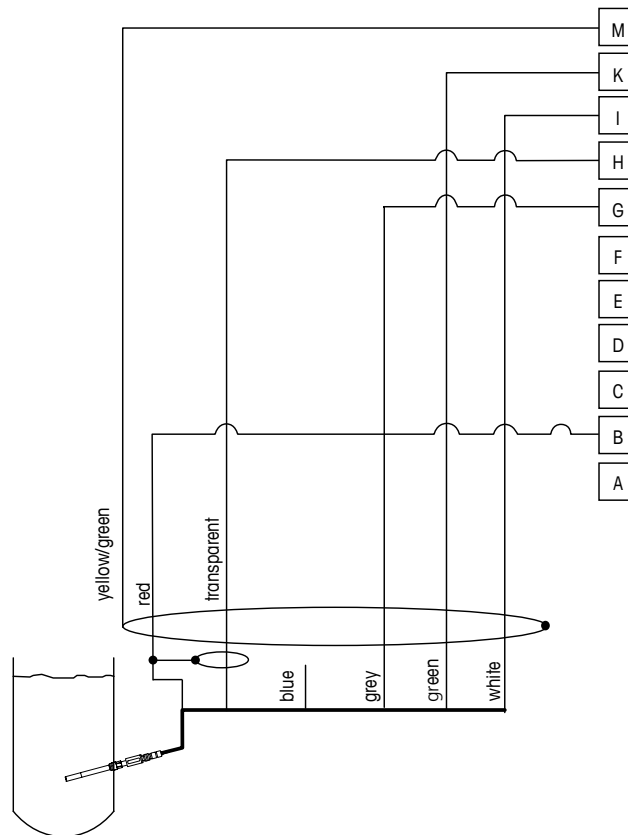 M
K
I
H
G
F
E
D
C
B
A
yellow/green
red
transparent
blue
grey
green
white